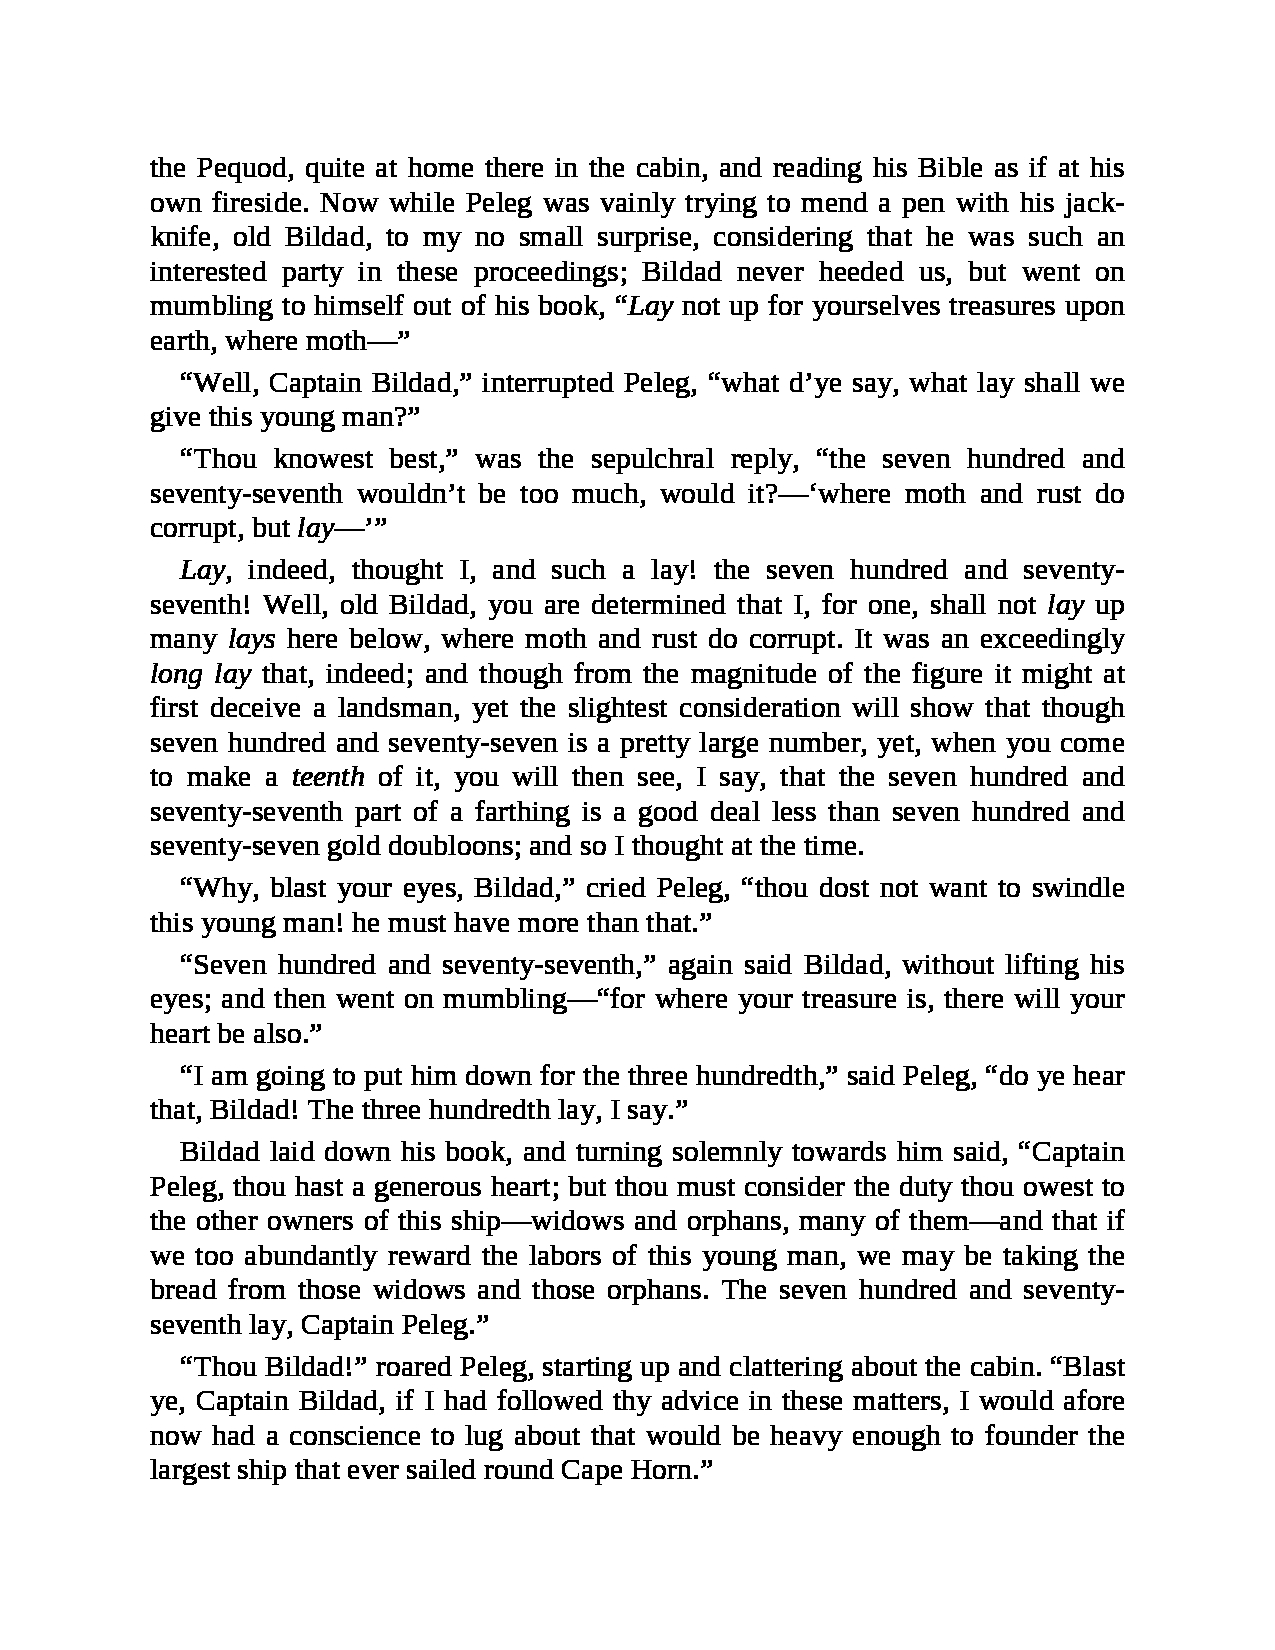 the Pequod, quite at home there in the cabin, and reading his Bible as if at his
own fireside. Now while Peleg was vainly trying to mend a pen with his jack-
knife, old Bildad, to my no small surprise, considering that he was such an
interested party in these proceedings; Bildad never heeded us, but went on
mumbling to himself out of his book, “Lay not up for yourselves treasures upon
earth, where moth—”
“Well, Captain Bildad,” interrupted Peleg, “what d’ye say, what lay shall we
give this young man?”
“Thou knowest best,” was the sepulchral reply, “the seven hundred and
seventy-seventh wouldn’t be too much, would it?—‘where moth and rust do
corrupt, but lay—’”
Lay, indeed, thought I, and such a lay! the seven hundred and seventy-
seventh! Well, old Bildad, you are determined that I, for one, shall not lay up
many lays here below, where moth and rust do corrupt. It was an exceedingly
long lay that, indeed; and though from the magnitude of the figure it might at
first deceive a landsman, yet the slightest consideration will show that though
seven hundred and seventy-seven is a pretty large number, yet, when you come
to make a teenth of it, you will then see, I say, that the seven hundred and
seventy-seventh part of a farthing is a good deal less than seven hundred and
seventy-seven gold doubloons; and so I thought at the time.
“Why, blast your eyes, Bildad,” cried Peleg, “thou dost not want to swindle
this young man! he must have more than that.”
“Seven hundred and seventy-seventh,” again said Bildad, without lifting his
eyes; and then went on mumbling—“for where your treasure is, there will your
heart be also.”
“I am going to put him down for the three hundredth,” said Peleg, “do ye hear
that, Bildad! The three hundredth lay, I say.”
Bildad laid down his book, and turning solemnly towards him said, “Captain
Peleg, thou hast a generous heart; but thou must consider the duty thou owest to
the other owners of this ship—widows and orphans, many of them—and that if
we too abundantly reward the labors of this young man, we may be taking the
bread from those widows and those orphans. The seven hundred and seventy-
seventh lay, Captain Peleg.”
“Thou Bildad!” roared Peleg, starting up and clattering about the cabin. “Blast
ye, Captain Bildad, if I had followed thy advice in these matters, I would afore
now had a conscience to lug about that would be heavy enough to founder the
largest ship that ever sailed round Cape Horn.”